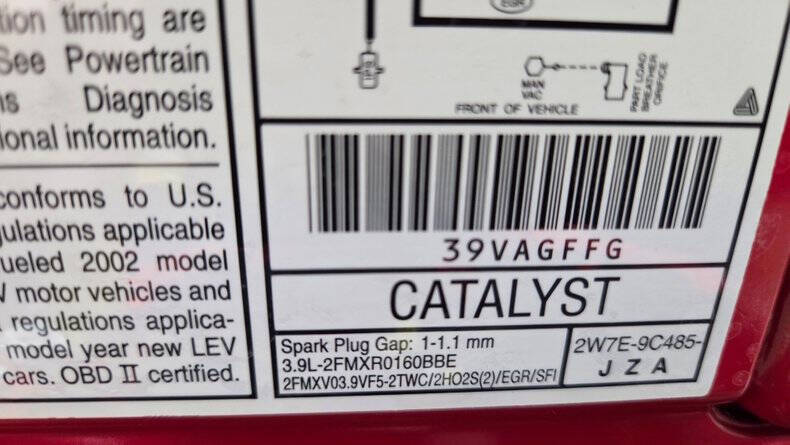 tion timing are
See Powertrain
ns Diagnosis
ional information.
conforms to U.S.
gulations applicable
fueled 2002 model
motor vehicles and
regulations applica-
model year new LEV
cars. OBD II certified.
EGR
MAN
VAC
PART LOAD
BREATHER
ORIFICE
FRONT OF VEHICLE
39VAGFFG
CATALYST
Spark Plug Gap: 1-1.1 mm
3.9L-2FMXR0160BBE
2FMXV03.9VF5-2TWC/2HO2S(2)/EGR/SFI
2W7E-9C485-
JZA